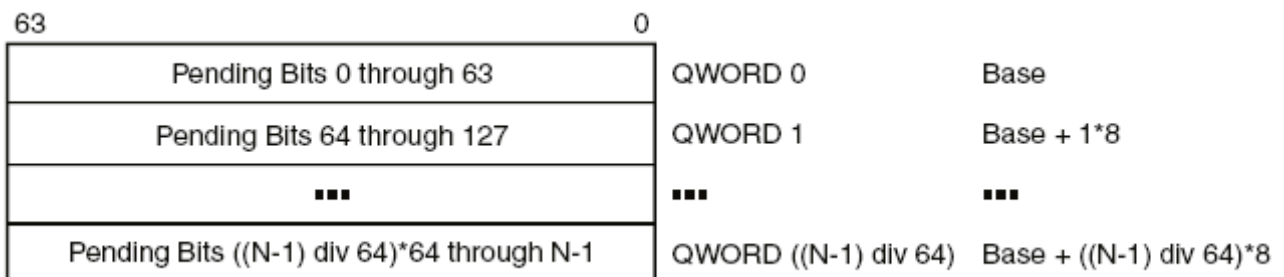 63 0
Pending Bits 0 through 63 QWORD 0 Base
Pending Bits 64 through 127 QWORD 1 Base + 1*8
... ... ...
Pending Bits ((N-1) div 64)*64 through N-1 QWORD ((N-1) div 64) Base + ((N-1) div 64)*8